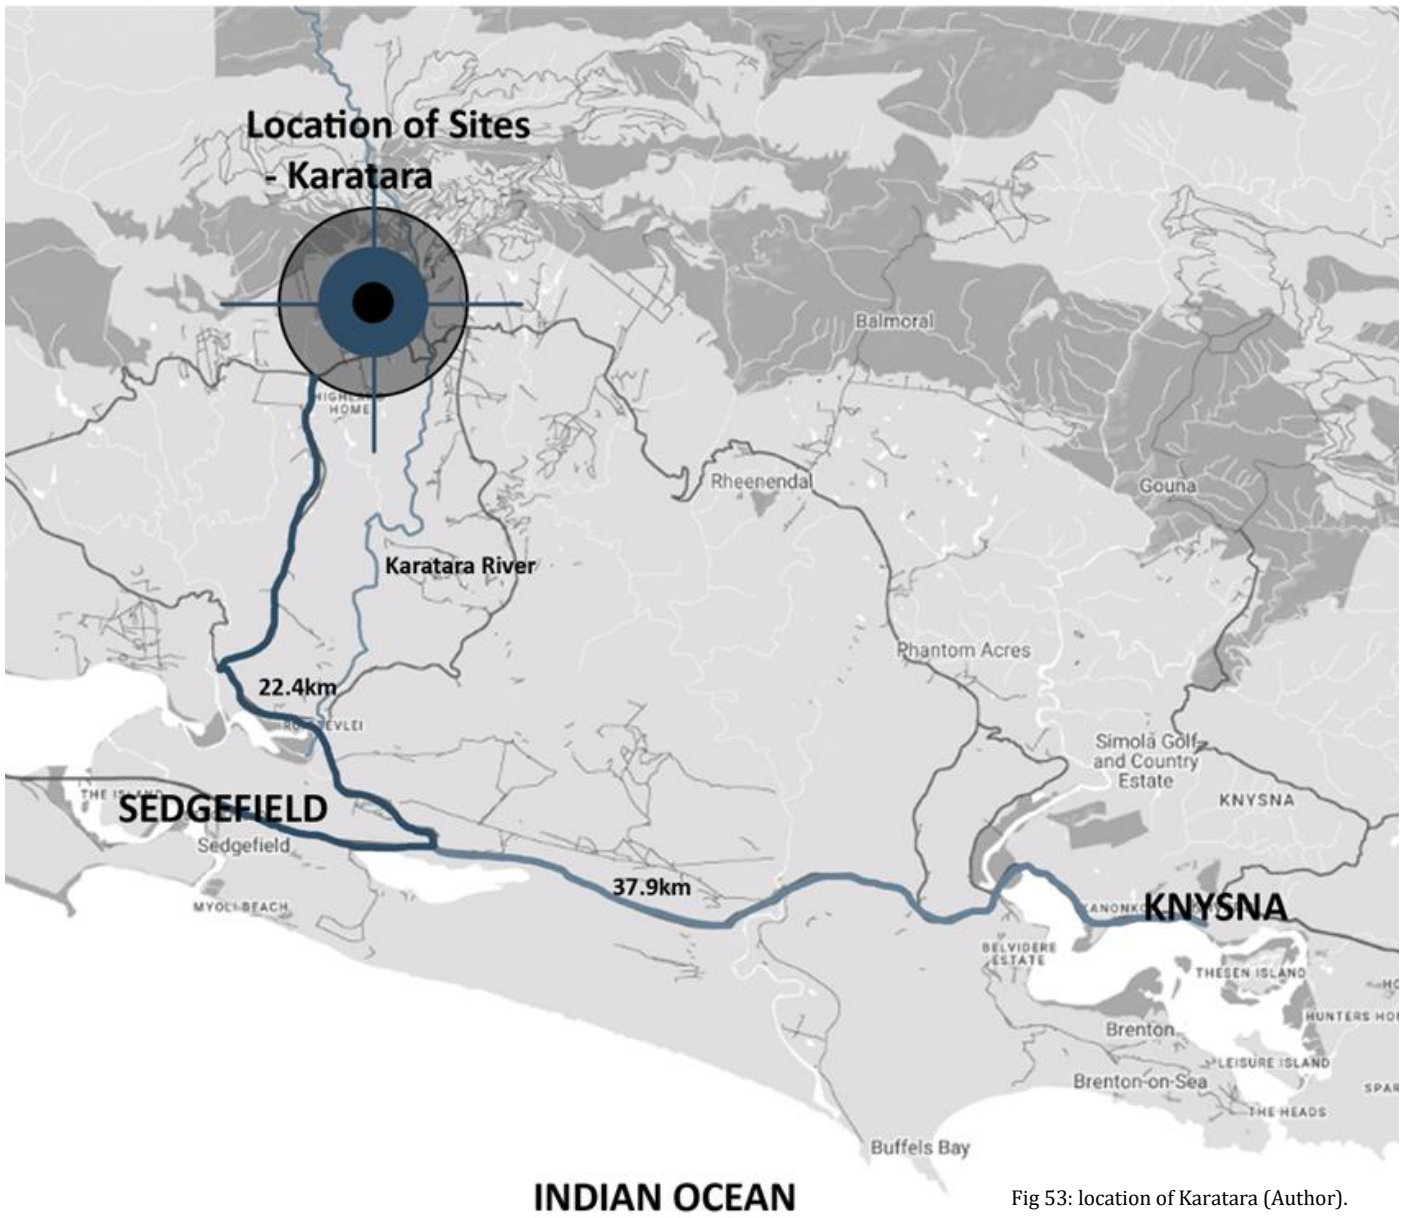 Location of Sites
- Karatara
Balmoral
HIGHLAND
HOME
Rheenendal
Gouna
Karatara River
Phantom Acres
22.4km
Simola Golf
and Country
Estate
THE ISLAND
SEDGEFIELD
KNYSNA
Sedgefield
37.9km
MYOLI BEACH
KNYSNA
BELVIDERE
ESTATE
THESEN ISLAND
HUNTERS HO
Brenton
LEISURE ISLAND
Brenton-on-Sea
SPAR
THE HEADS
Buffels Bay
INDIAN OCEAN
Fig 53: location of Karatara (Author).